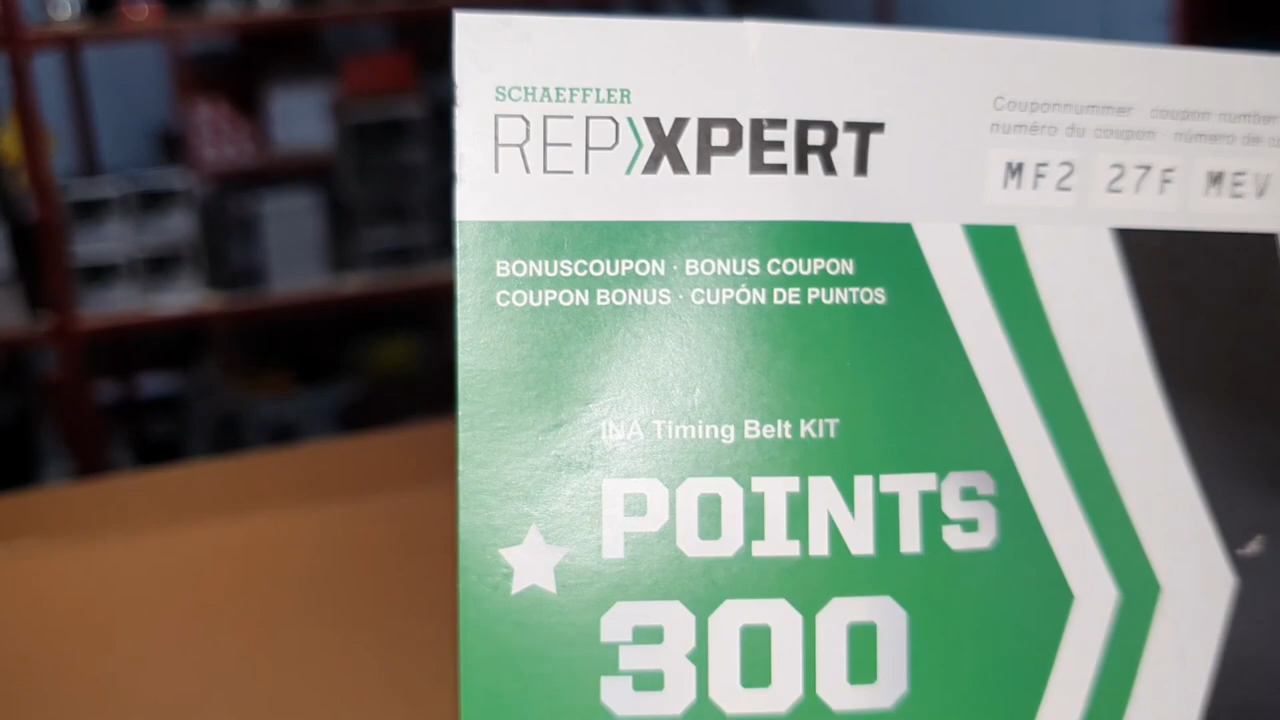 SCHAEFFLER
REP XPERT
Couponnummer · coupon number
numéro du coupon · número de
MF2 27F MEV
BONUSCOUPON · BONUS COUPON
COUPON BONUS · CUPÓN DE PUNTOS
INA Timing Belt KIT
POINTS
300